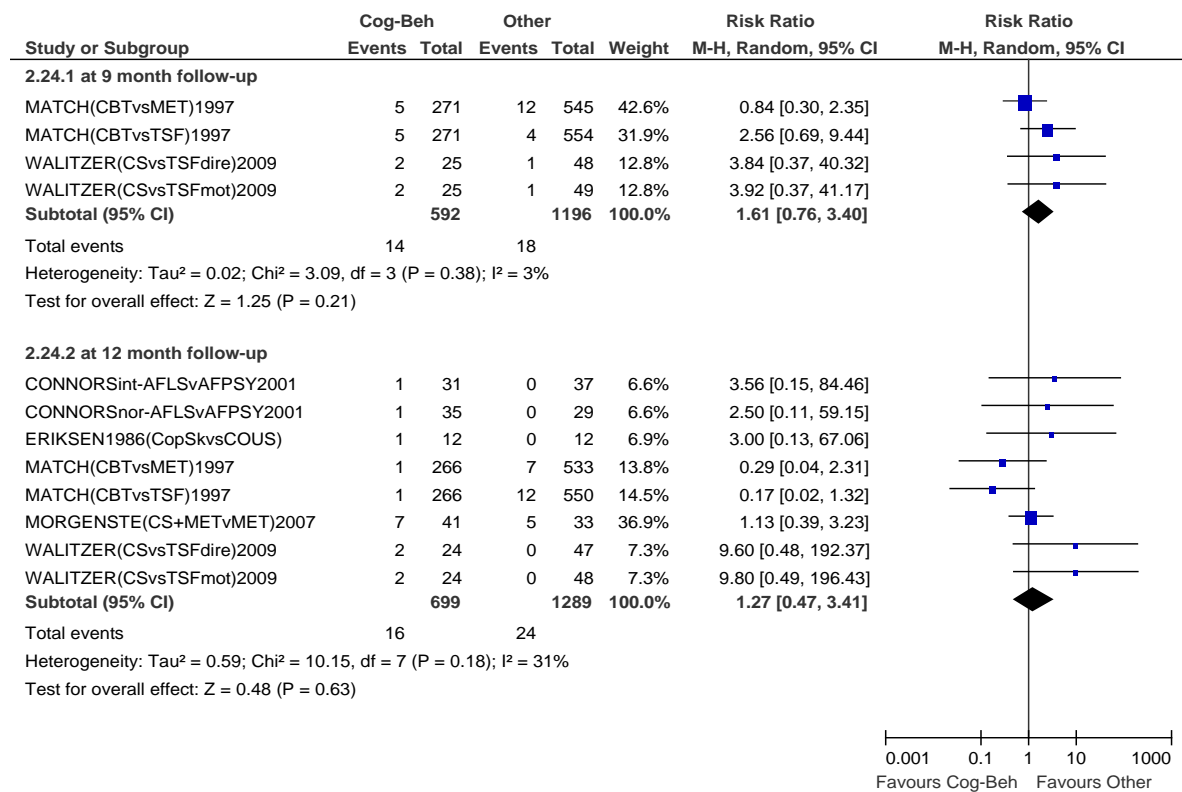 Cog-Beh Other Risk Ratio Risk Ratio
Study or Subgroup Events Total Events Total Weight M-H, Random, 95% CI M-H, Random, 95% CI
2.24.1 at 9 month follow-up
MATCH(CBTvsMET)1997 5 271 12 545 42.6% 0.84 [0.30, 2.35]
MATCH(CBTvsTSF)1997 5 271 4 554 31.9% 2.56 [0.69, 9.44]
WALITZER(CSvsTSFdire)2009 2 25 1 48 12.8% 3.84 [0.37, 40.32]
WALITZER(CSvsTSFmot)2009 2 25 1 49 12.8% 3.92 [0.37, 41.17]
Subtotal (95% CI) 592 1196 100.0% 1.61 [0.76, 3.40]
Total events 14 18
Heterogeneity: Tau² = 0.02; Chi² = 3.09, df = 3 (P = 0.38); I² = 3%
Test for overall effect: Z = 1.25 (P = 0.21)
2.24.2 at 12 month follow-up
CONNORSint-AFLSvAFPSY2001 1 31 0 37 6.6% 3.56 [0.15, 84.46]
CONNORSnor-AFLSvAFPSY2001 1 35 0 29 6.6% 2.50 [0.11, 59.15]
ERIKSEN1986(CopSkvsCOUS) 1 12 0 12 6.9% 3.00 [0.13, 67.06]
MATCH(CBTvsMET)1997 1 266 7 533 13.8% 0.29 [0.04, 2.31]
MATCH(CBTvsTSF)1997 1 266 12 550 14.5% 0.17 [0.02, 1.32]
MORGENSTE(CS+METvMET)2007 7 41 5 33 36.9% 1.13 [0.39, 3.23]
WALITZER(CSvsTSFdire)2009 2 24 0 47 7.3% 9.60 [0.48, 192.37]
WALITZER(CSvsTSFmot)2009 2 24 0 48 7.3% 9.80 [0.49, 196.43]
Subtotal (95% CI) 699 1289 100.0% 1.27 [0.47, 3.41]
Total events 16 24
Heterogeneity: Tau² = 0.59; Chi² = 10.15, df = 7 (P = 0.18); I² = 31%
Test for overall effect: Z = 0.48 (P = 0.63)
0.001 0.1 1 10 1000
Favours Cog-Beh Favours Other